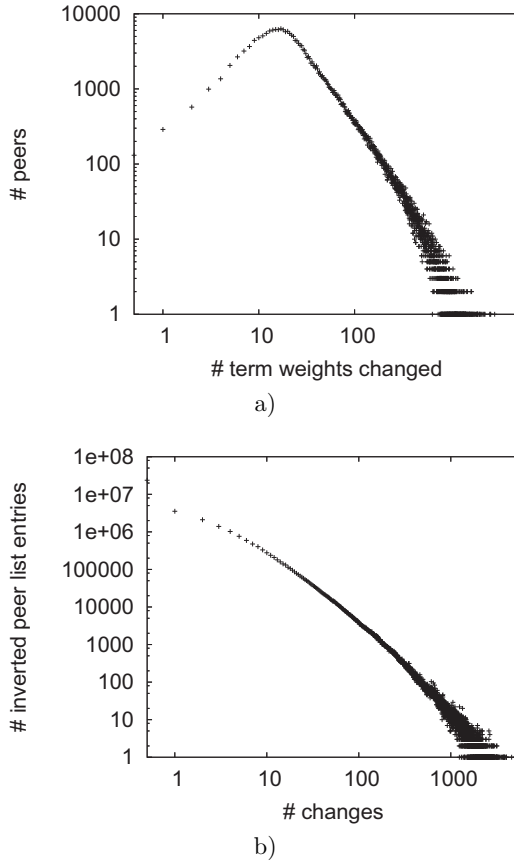 10000
1000
100
10
1
# peers
1
10
100
# term weights changed
a)
1e+08
1e+07
1e+06
100000
10000
1000
100
10
1
# inverted peer list entries
1
10
100
1000
# changes
b)